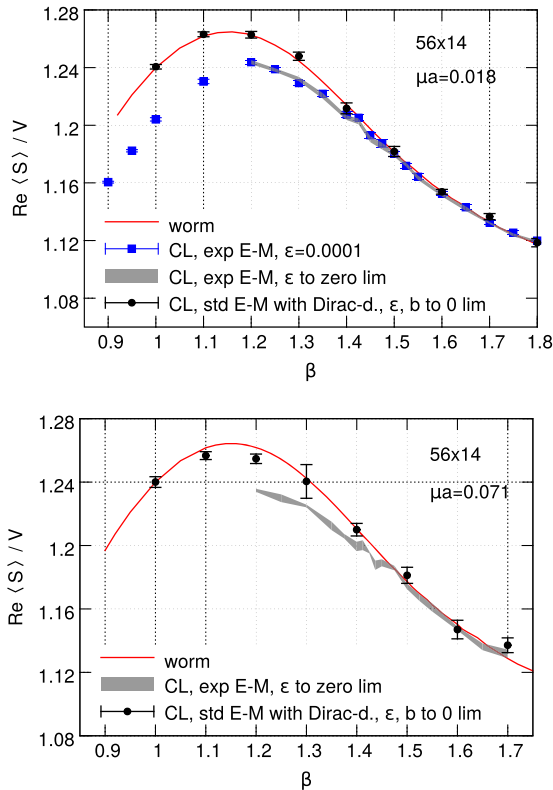 1.28
1.24
1.2
1.16
1.12
1.08
Re ⟨ S ⟩ / V
56x14
μa=0.018
worm
CL, exp E-M, ε=0.0001
CL, exp E-M, ε to zero lim
CL, std E-M with Dirac-d., ε, b to 0 lim
0.9 1 1.1 1.2 1.3 1.4 1.5 1.6 1.7 1.8
β
1.28
1.24
1.2
1.16
1.12
1.08
Re ⟨ S ⟩ / V
56x14
μa=0.071
worm
CL, exp E-M, ε to zero lim
CL, std E-M with Dirac-d., ε, b to 0 lim
0.9 1 1.1 1.2 1.3 1.4 1.5 1.6 1.7
β